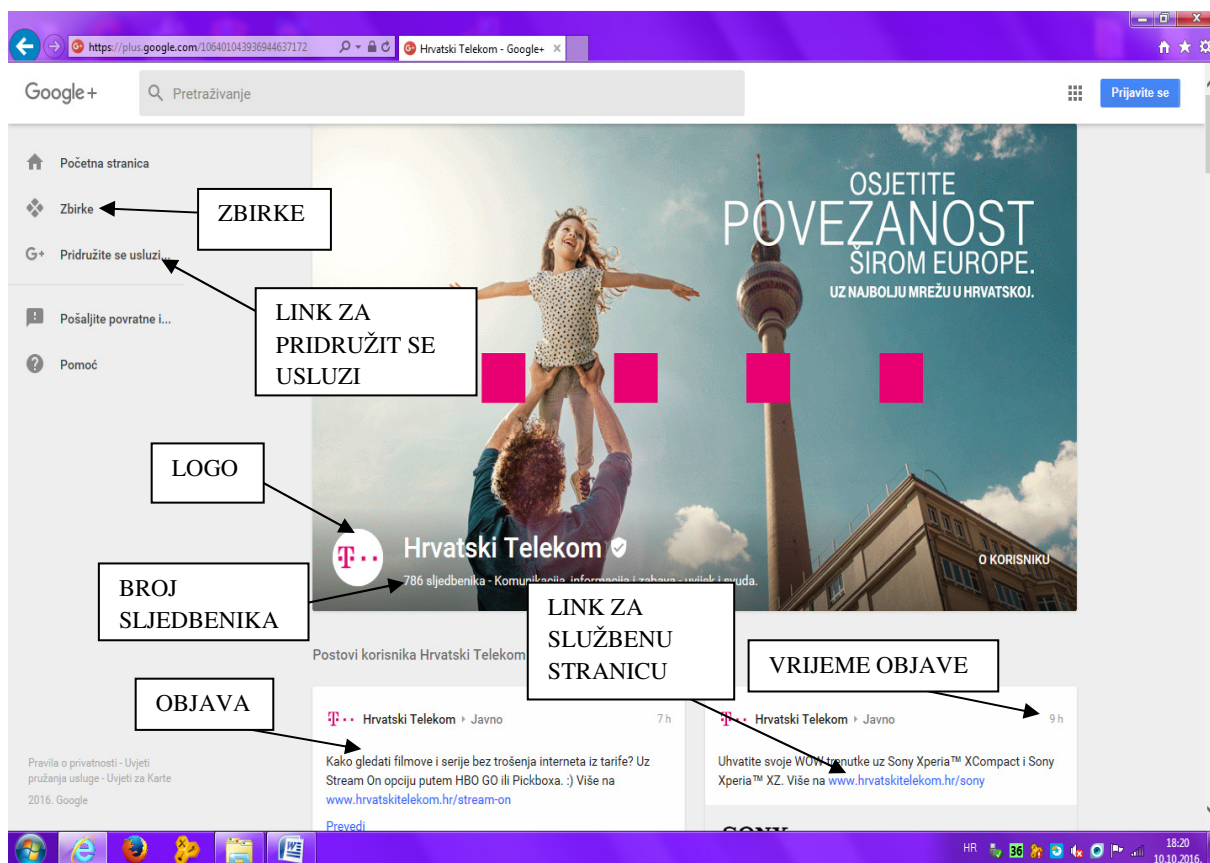 https://plus.google.com/106401043936944637172
Hrvatski Telekom - Google+
Google+
Pretraživanje
Prijavite se
Početna stranica
Zbirke
Pridružite se usluzi...
Pošaljite povratne i...
Pomoć
ZBIRKE
LINK ZA
PRIDRUŽIT SE
USLUZI
OSJETITE
POVEZANOST
ŠIROM EUROPE.
UZ NAJBOLJU MREŽU U HRVATSKOJ.
LOGO
T
Hrvatski Telekom
786 sljedbenika - Komunikacija, informacija i zabava - uvijek i svuda.
O KORISNIKU
BROJ
SLJEDBENIKA
LINK ZA
SLUŽBENU
STRANICU
VRIJEME OBJAVE
OBJAVA
Postovi korisnika Hrvatski Telekom
T Hrvatski Telekom Javno 7 h
Kako gledati filmove i serije bez trošenja interneta iz tarife? Uz
Stream On opciju putem HBO GO ili Pickboxa. :) Više na
www.hrvatskitelekom.hr/stream-on
Prevedi
T Hrvatski Telekom Javno 9 h
Uhvatite svoje WOW trenutke uz Sony Xperia™ XCompact i Sony
Xperia™ XZ. Više na www.hrvatskitelekom.hr/sony
SONY
Pravila o privatnosti - Uvjeti
pružanja usluge - Uvjeti za Karte
2016. Google
HR
36
18:20
10.10.2016.